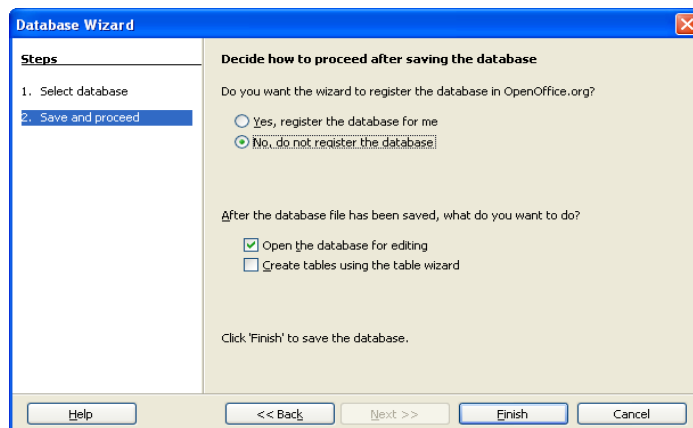 Database Wizard
Steps
1. Select database
2. Save and proceed
Decide how to proceed after saving the database
Do you want the wizard to register the database in OpenOffice.org?
Yes, register the database for me
No, do not register the database
After the database file has been saved, what do you want to do?
Open the database for editing
Create tables using the table wizard
Click 'Finish' to save the database.
Help
<< Back
Next >>
Finish
Cancel